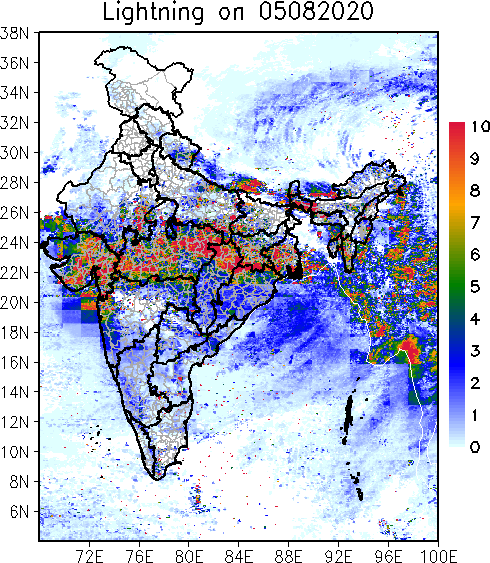 Lightning on 05082020
38N
36N
34N
32N
30N
28N
26N
24N
22N
20N
18N
16N
14N
12N
10N
8N
6N
72E 76E 80E 84E 88E 92E 96E 100E
10
9
8
7
6
5
4
3
2
1
0